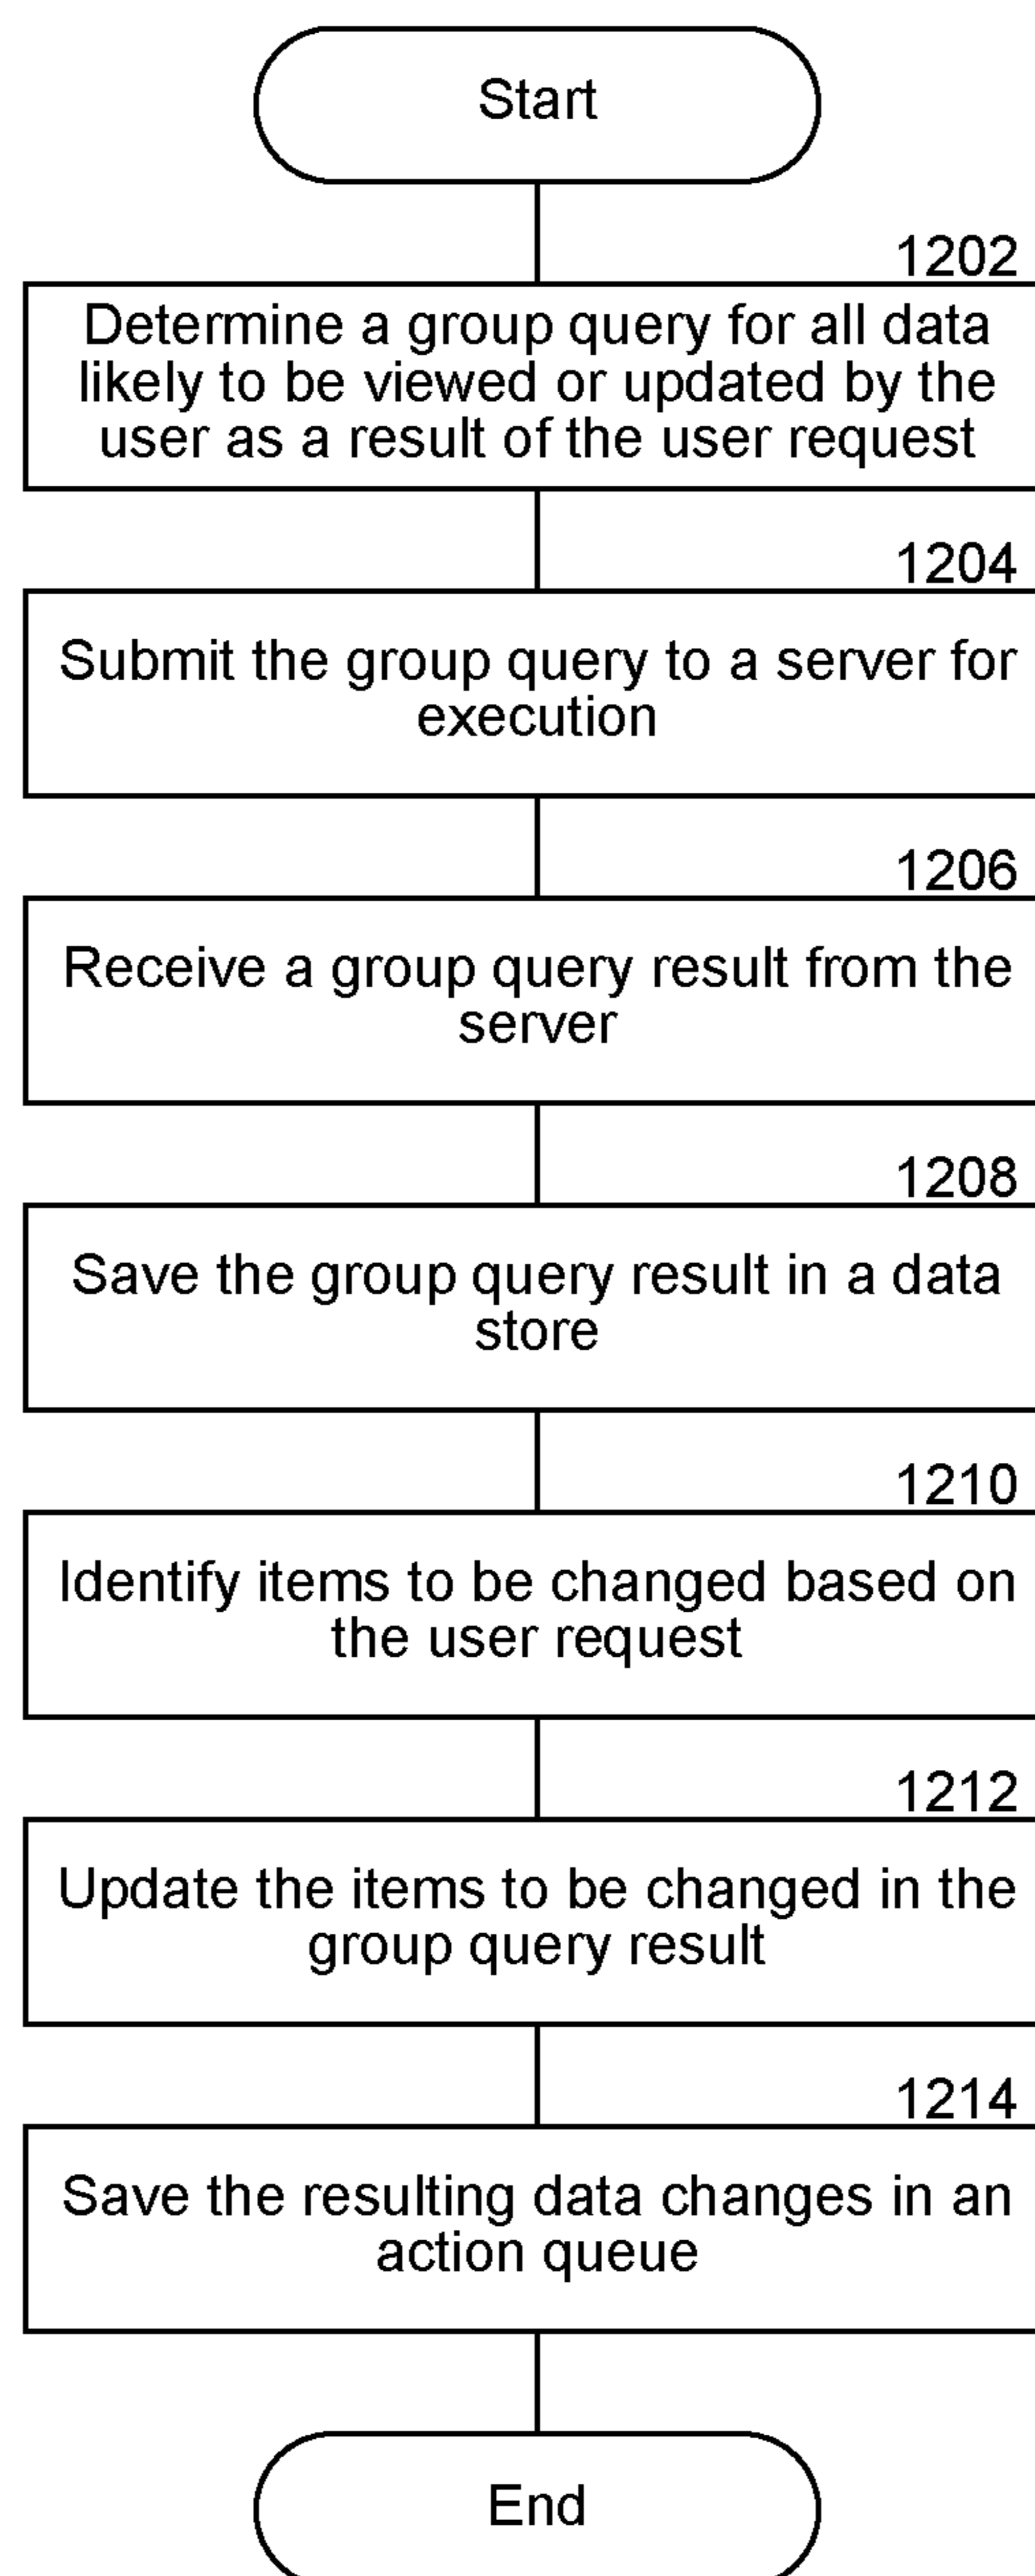 Start
1202
Determine a group query for all data
likely to be viewed or updated by the
user as a result of the user request
1204
Submit the group query to a server for
execution
1206
Receive a group query result from the
server
1208
Save the group query result in a data
store
1210
Identify items to be changed based on
the user request
1212
Update the items to be changed in the
group query result
1214
Save the resulting data changes in an
action queue
End